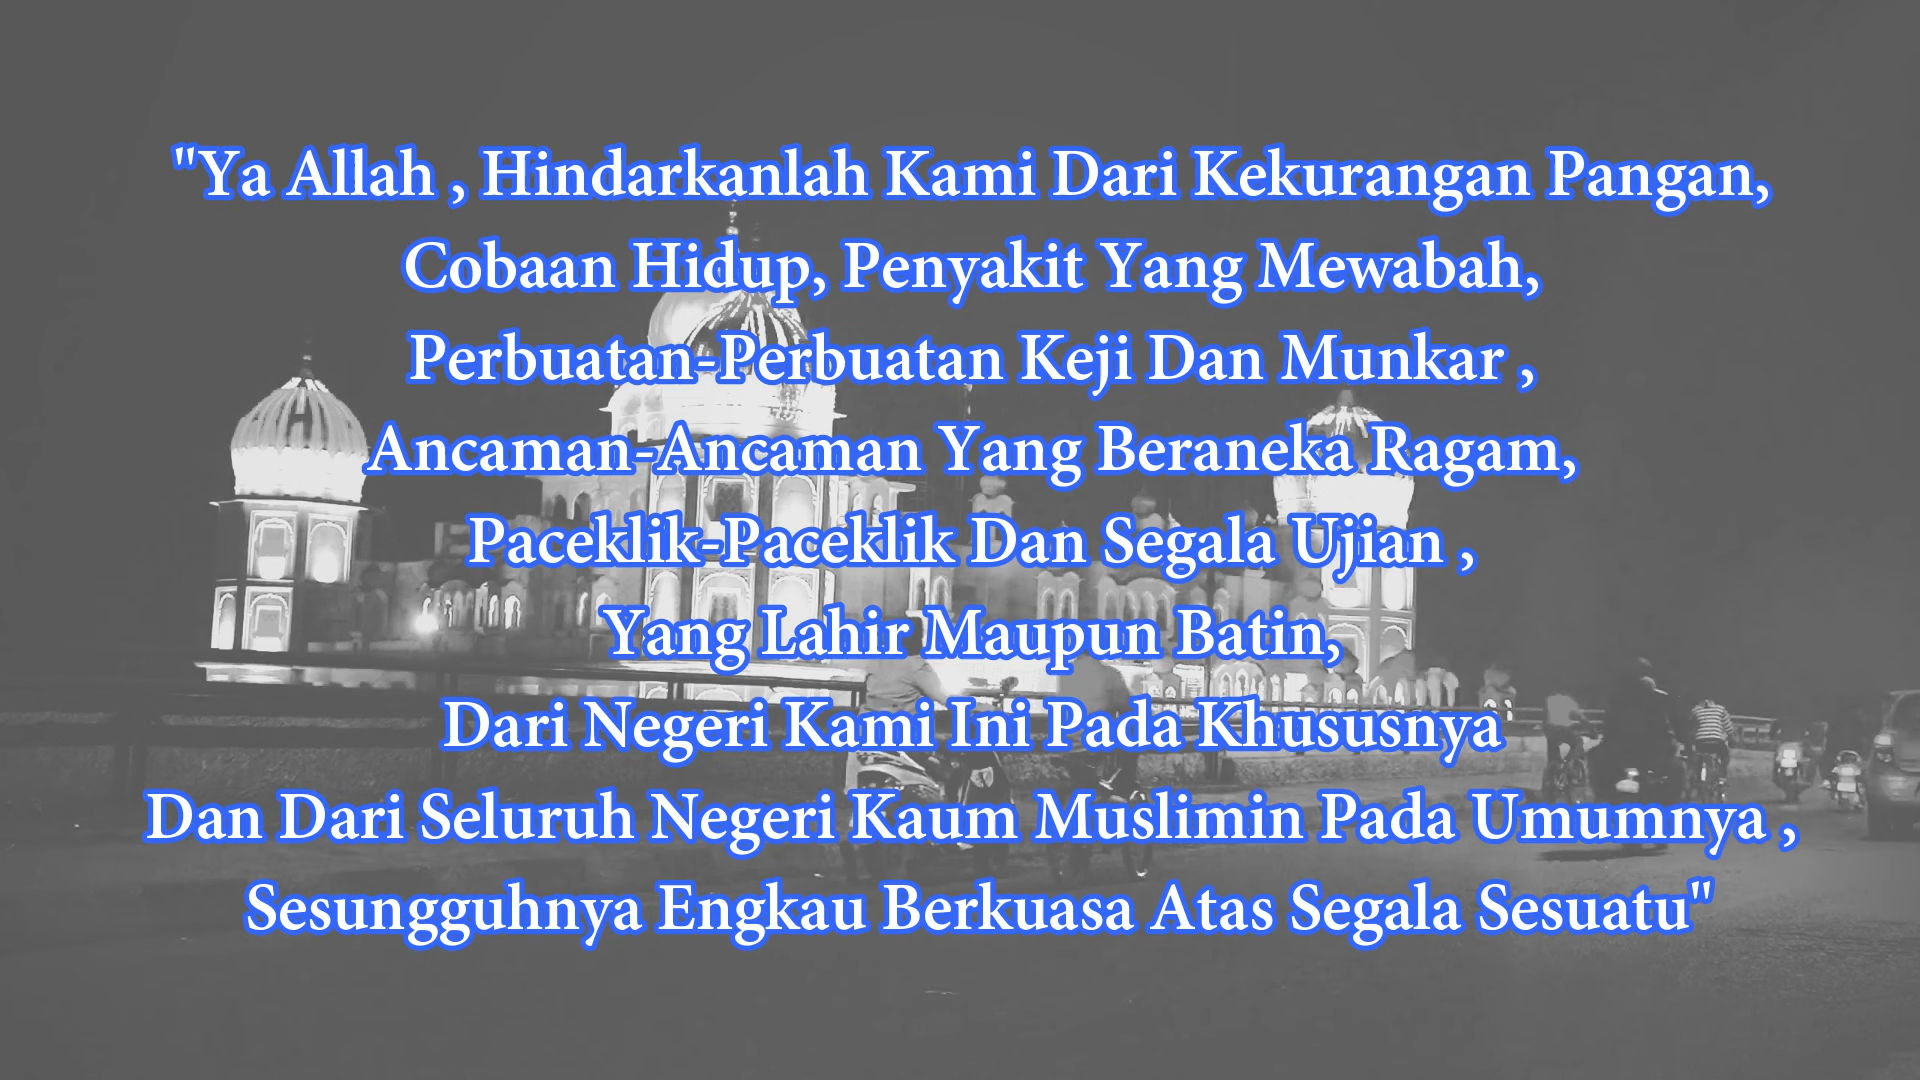 "Ya Allah , Hindarkanlah Kami Dari Kekurangan Pangan,
Cobaan Hidup, Penyakit Yang Mewabah,
Perbuatan-Perbuatan Keji Dan Munkar ,
Ancaman-Ancaman Yang Beraneka Ragam,
Paceklik-Paceklik Dan Segala Ujian ,
Yang Lahir Maupun Batin,
Dari Negeri Kami Ini Pada Khususnya
Dan Dari Seluruh Negeri Kaum Muslimin Pada Umumnya ,
Sesungguhnya Engkau Berkuasa Atas Segala Sesuatu"